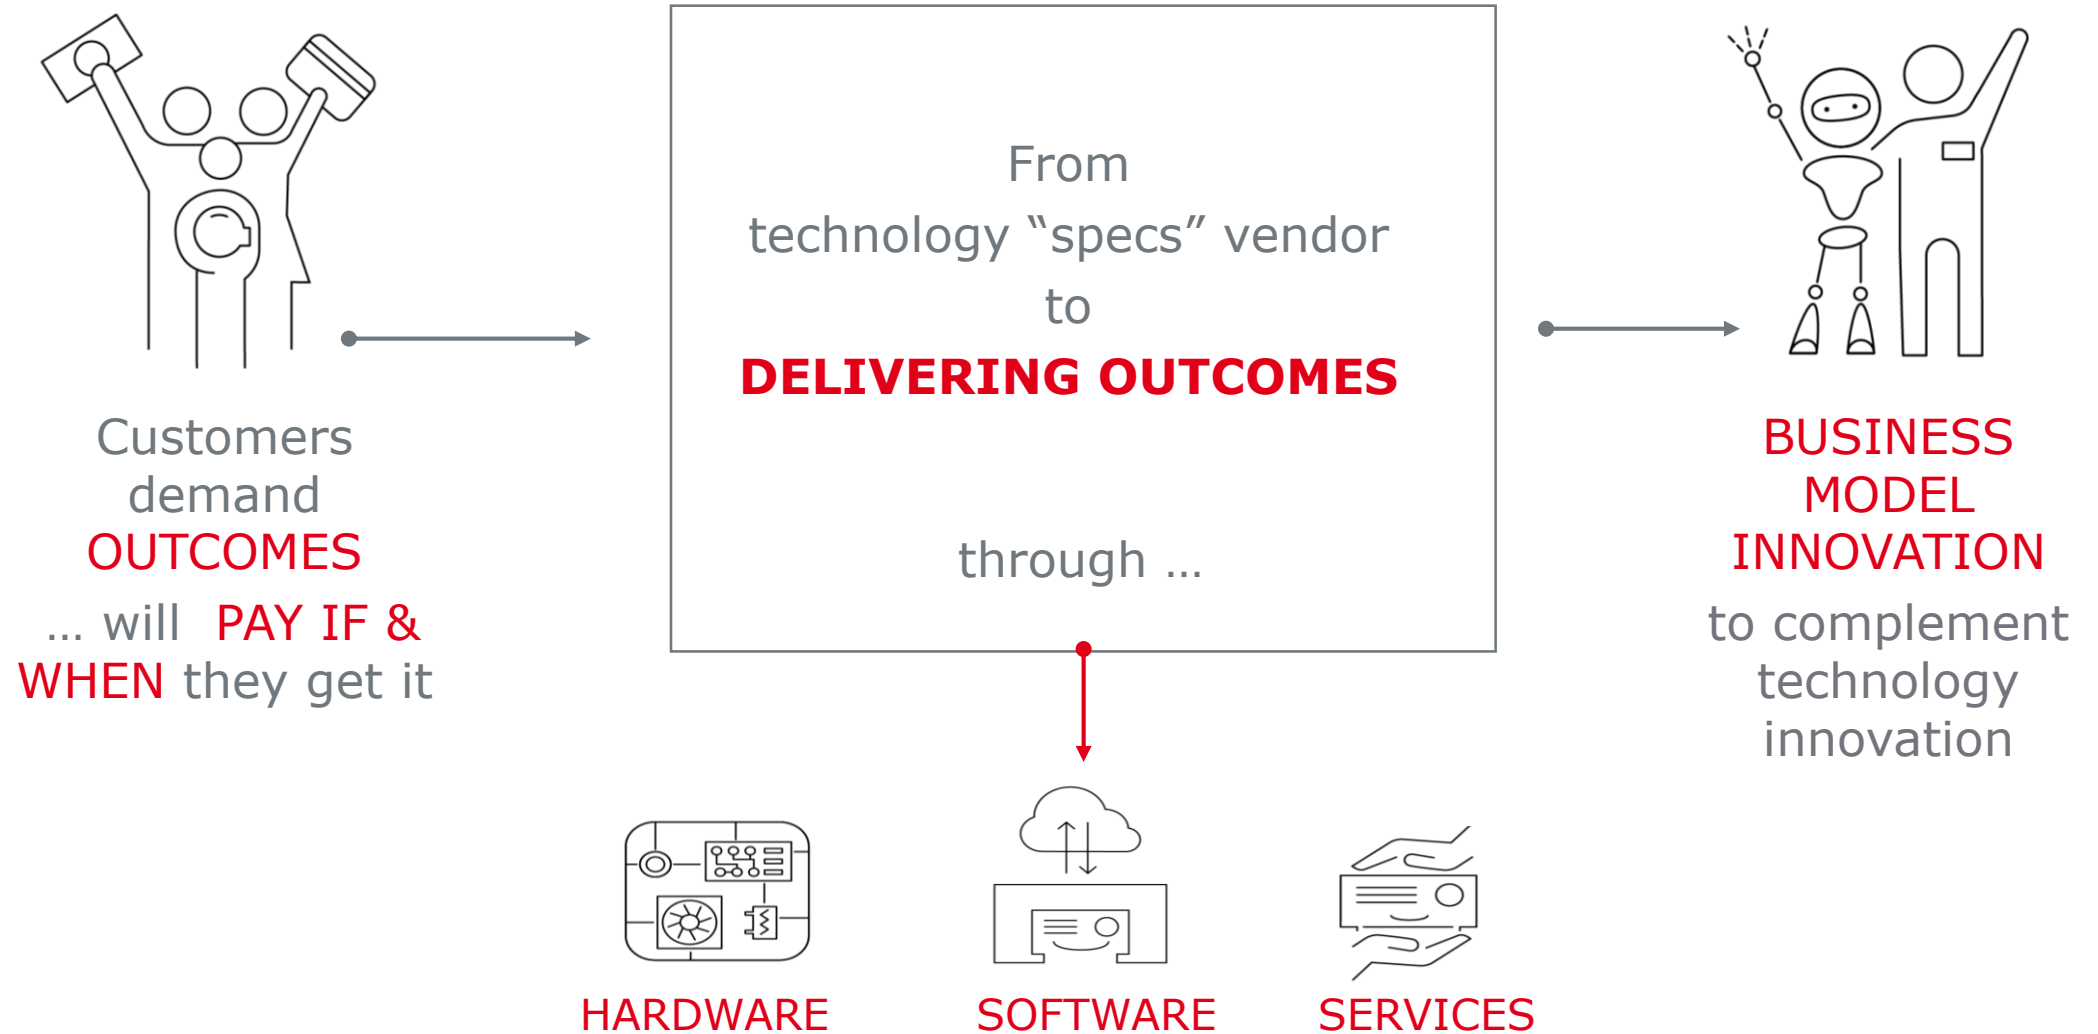 Customers
demand
OUTCOMES
… will PAY IF &
WHEN they get it
From
technology “specs” vendor
to
DELIVERING OUTCOMES
through …
HARDWARE
SOFTWARE
SERVICES
BUSINESS
MODEL
INNOVATION
to complement
technology
innovation